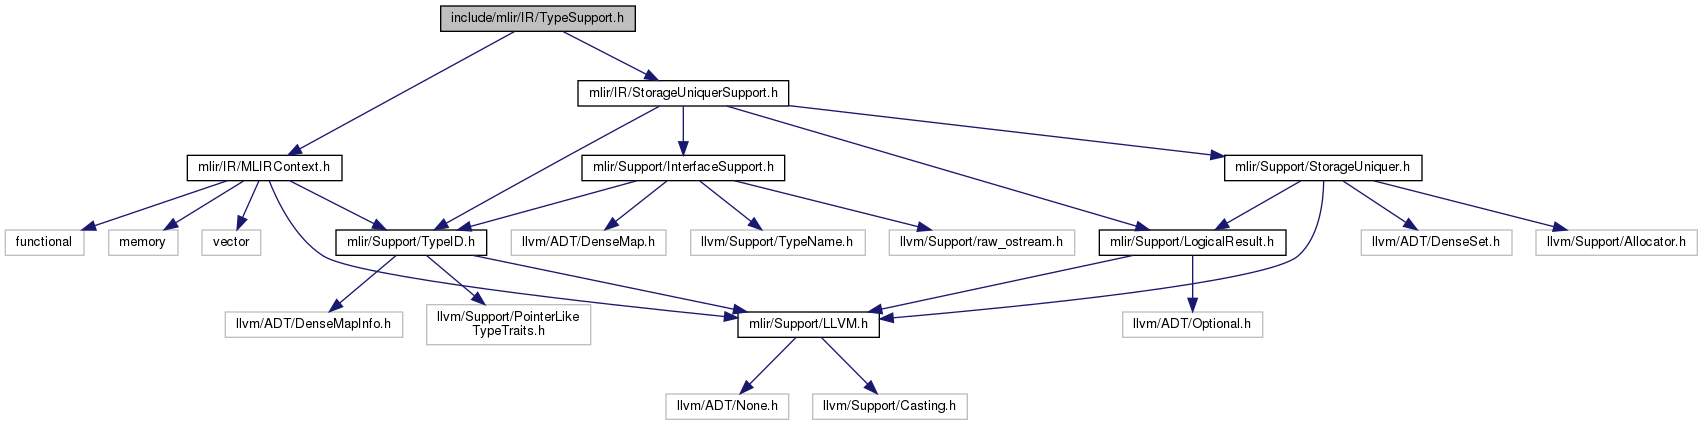 include/mlir/IR/TypeSupport.h
mlir/IR/StorageUniquerSupport.h
mlir/IR/MLIRContext.h
mlir/Support/InterfaceSupport.h
mlir/Support/StorageUniquer.h
functional
memory
vector
mlir/Support/TypeID.h
llvm/ADT/DenseMap.h
llvm/Support/TypeName.h
llvm/Support/raw_ostream.h
mlir/Support/LogicalResult.h
llvm/ADT/DenseSet.h
llvm/Support/Allocator.h
llvm/ADT/DenseMapInfo.h
llvm/Support/PointerLike
TypeTraits.h
mlir/Support/LLVM.h
llvm/ADT/Optional.h
llvm/ADT/None.h
llvm/Support/Casting.h